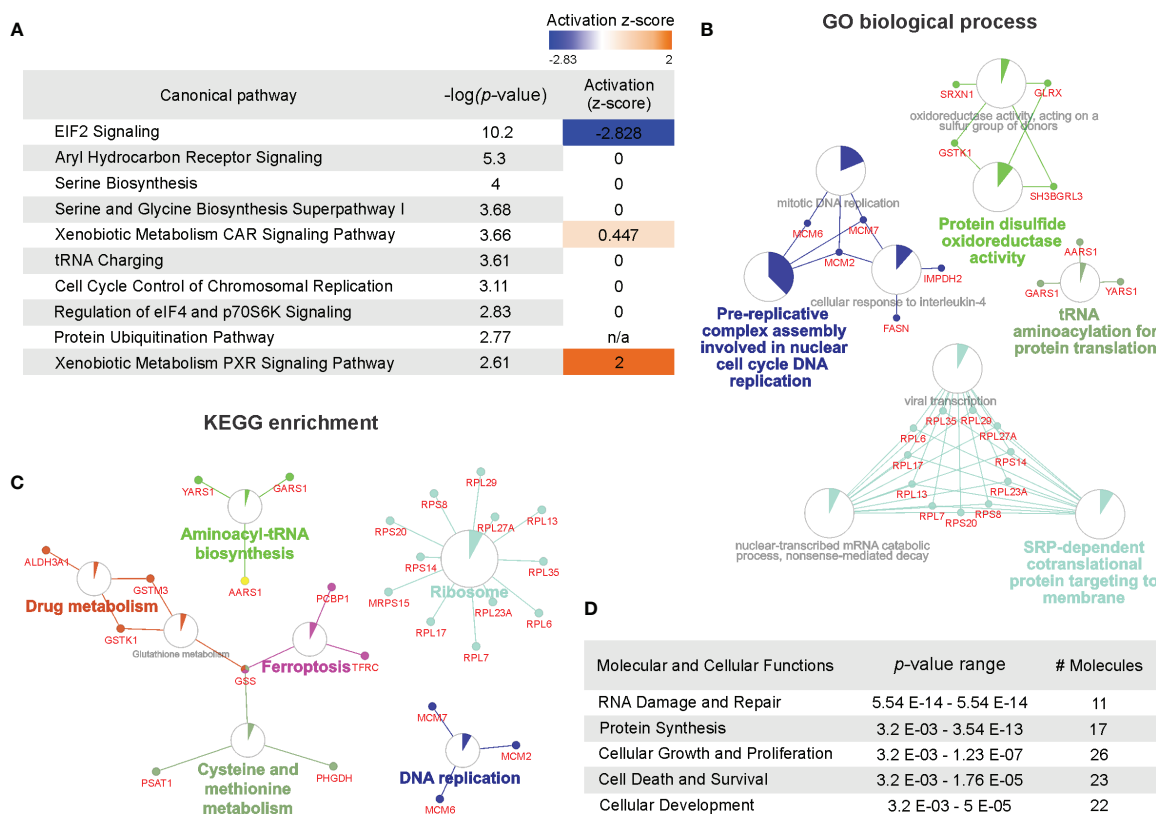 A
Activation z-score
-2.83 2
Canonical pathway -log(p-value) Activation
(z-score)
EIF2 Signaling 10.2 -2.828
Aryl Hydrocarbon Receptor Signaling 5.3 0
Serine Biosynthesis 4 0
Serine and Glycine Biosynthesis Superpathway I 3.68 0
Xenobiotic Metabolism CAR Signaling Pathway 3.66 0.447
tRNA Charging 3.61 0
Cell Cycle Control of Chromosomal Replication 3.11 0
Regulation of eIF4 and p70S6K Signaling 2.83 0
Protein Ubiquitination Pathway 2.77 n/a
Xenobiotic Metabolism PXR Signaling Pathway 2.61 2
B
GO biological process
SRXN1
GLRX
oxidoreductase activity, acting on a
sulfur group of donors
GSTK1
SH3BGRL3
Protein disulfide
oxidoreductase
activity
mitotic DNA replication
MCM6
MCM7
MCM2
IMPDH2
cellular response to interleukin-4
FASN
Pre-replicative
complex assembly
involved in nuclear
cell cycle DNA
replication
AARS1
GARS1
YARS1
tRNA
aminoacylation for
protein translation
viral transcription
RPL35
RPL29
RPL6
RPL27A
RPL17
RPS14
RPL13
RPL23A
RPL7
RPS20
RPS8
nuclear-transcribed mRNA catabolic
process, nonsense-mediated decay
SRP-dependent
cotranslational
protein targeting to
membrane
KEGG enrichment
C
YARS1
GARS1
Aminoacyl-tRNA
biosynthesis
AARS1
ALDH3A1
GSTM3
Drug metabolism
GSTK1
Glutathione metabolism
GSS
PCBP1
Ferroptosis
TFRC
PSAT1
PHGDH
Cysteine and
methionine
metabolism
RPL29
RPS8
RPL27A
RPL13
RPS20
RPS14
RPL35
Ribosome
MRPS15
RPL23A
RPL6
RPL17
RPL7
MCM7
MCM2
DNA replication
MCM6
D
Molecular and Cellular Functions p-value range # Molecules
RNA Damage and Repair 5.54 E-14 - 5.54 E-14 11
Protein Synthesis 3.2 E-03 - 3.54 E-13 17
Cellular Growth and Proliferation 3.2 E-03 - 1.23 E-07 26
Cell Death and Survival 3.2 E-03 - 1.76 E-05 23
Cellular Development 3.2 E-03 - 5 E-05 22